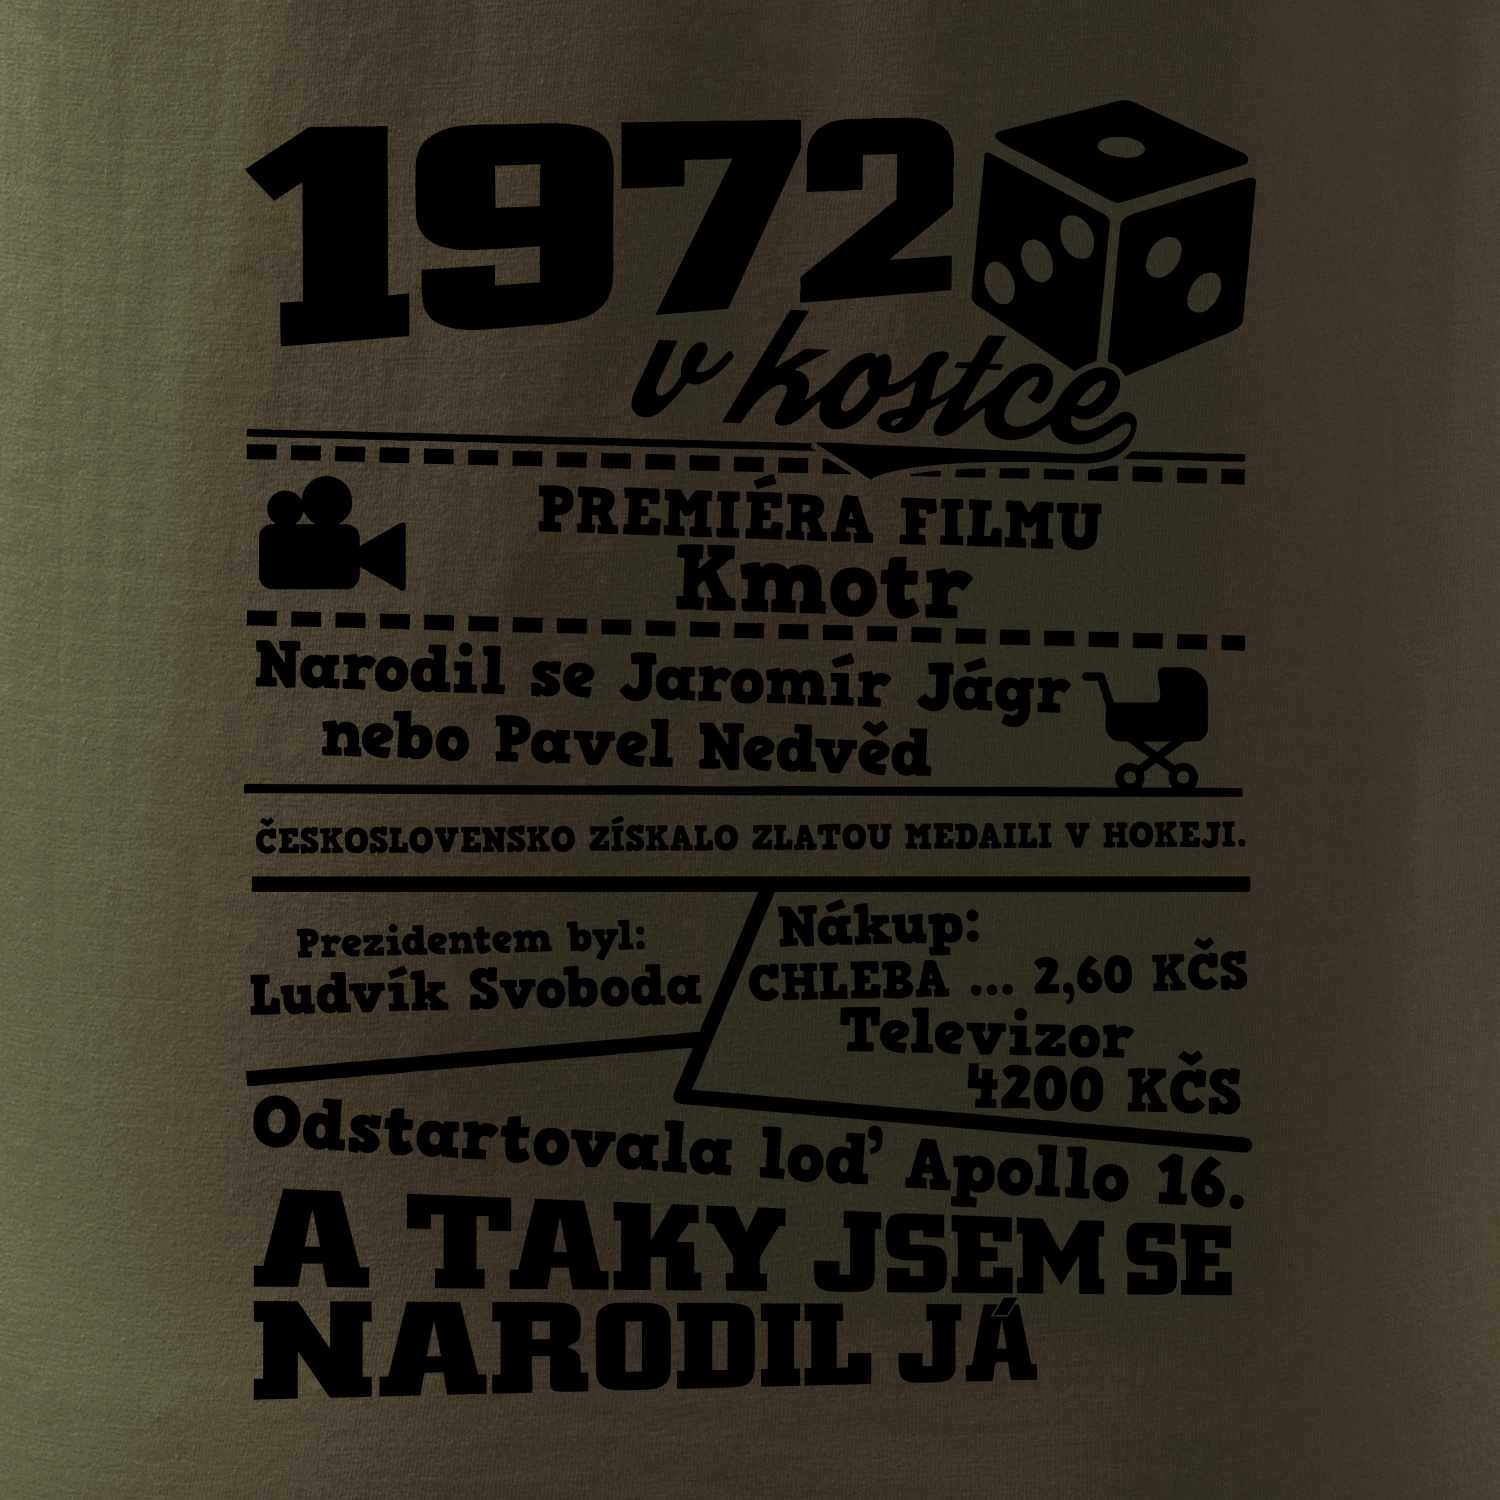 1972
v kostce
PREMIÉRA FILMU
Kmotr
Narodil se Jaromír Jágr
nebo Pavel Nedvěd
ČESKOSLOVENSKO ZÍSKALO ZLATOU MEDAILI V HOKEJI.
Prezidentem byl:
Ludvík Svoboda
Nákup:
CHLEBA ... 2,60 KČS
Televizor
4200 KČS
Odstartovala loď Apollo 16.
A TAKY JSEM SE
NARODIL JÁ